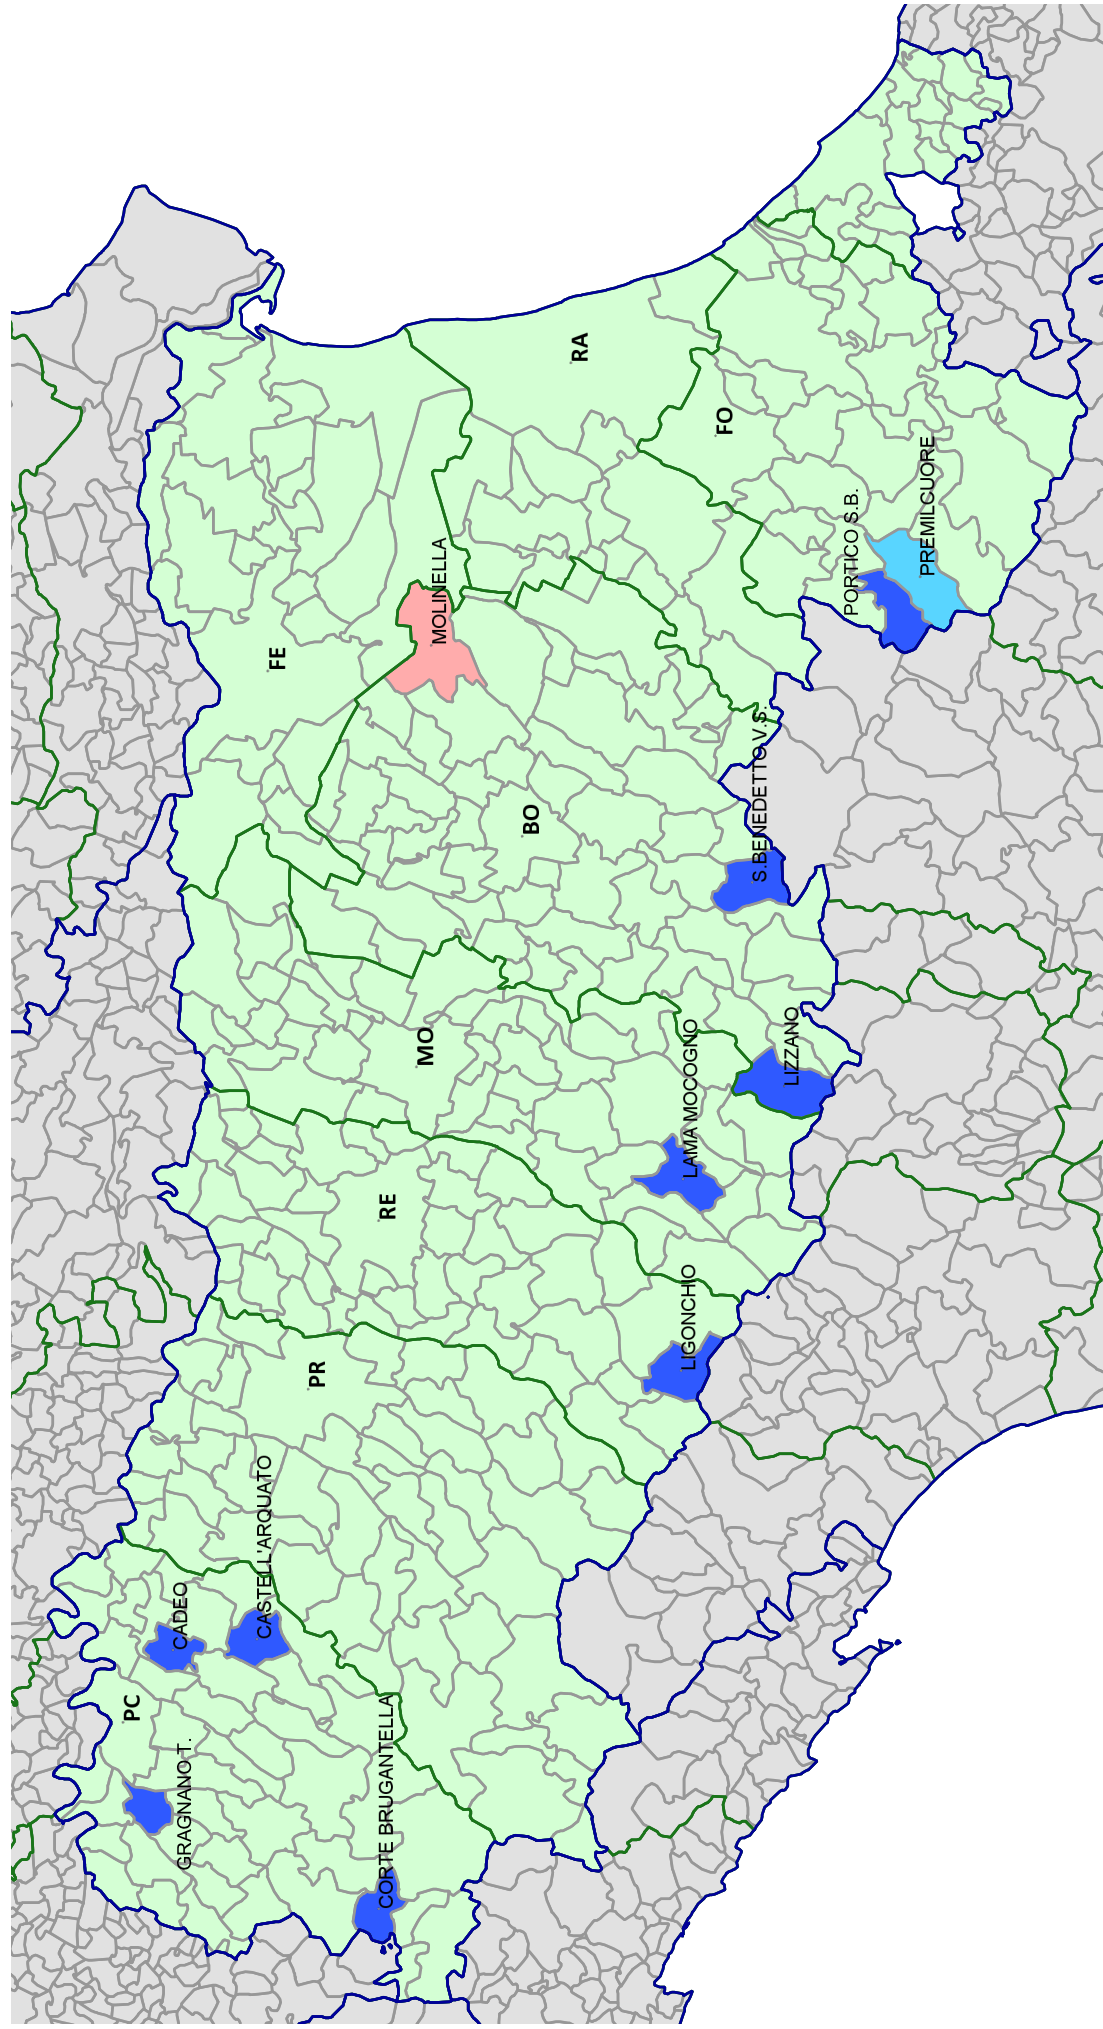 PC
GRAGNANO T.
CADEO
CASTELL'ARQUATO
CORTE BRUGANTELLA
PR
RE
LIGONCHIO
MO
LAMA MOCOGNO
LIZZANO
BO
S.BENEDETTO V.S.
FE
MOLINELLA
RA
FO
PORTICO S.B.
PREMILCUORE